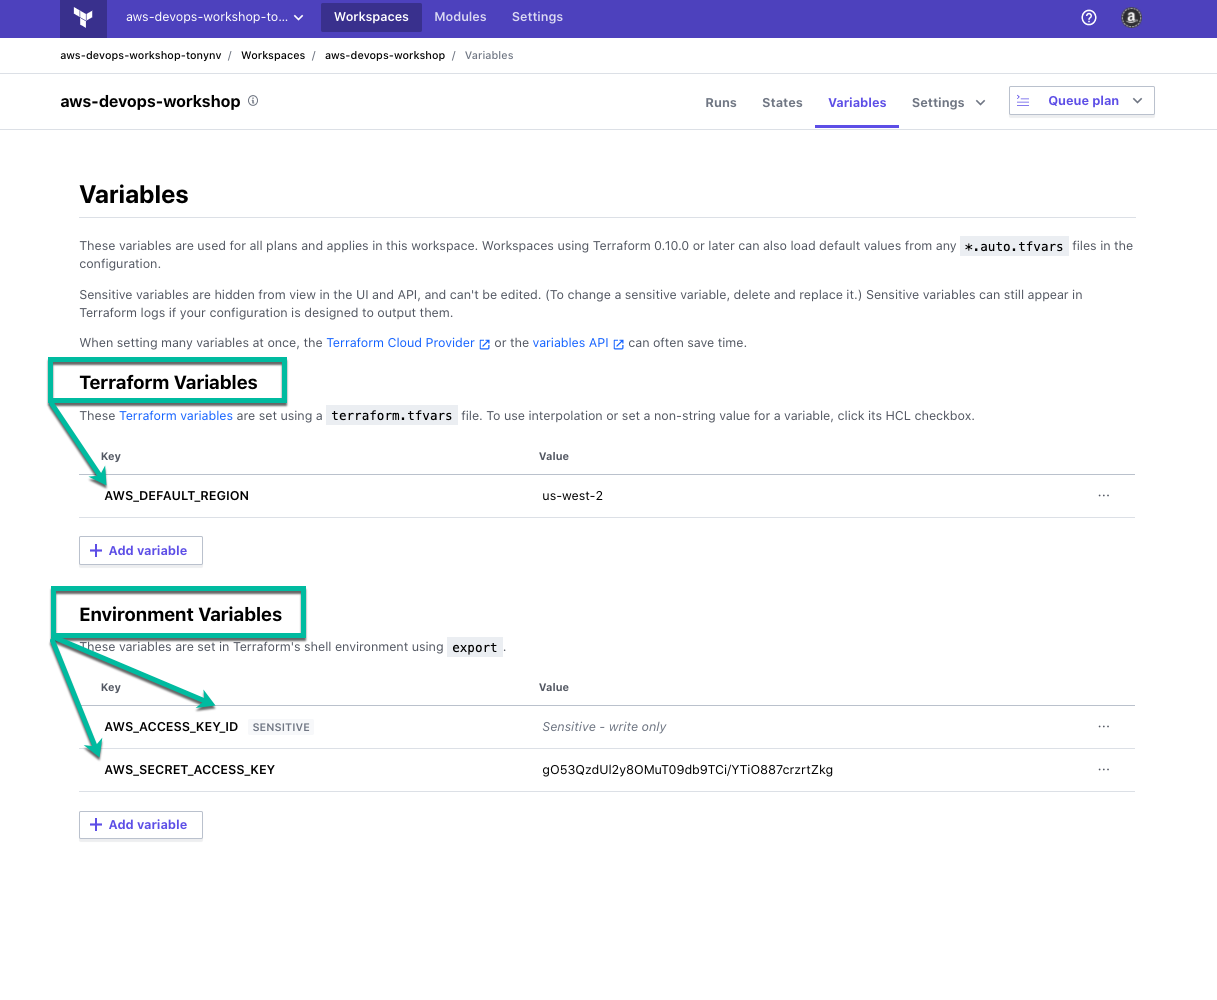 aws-devops-workshop-to...
Workspaces
Modules
Settings
aws-devops-workshop-tonynv / Workspaces / aws-devops-workshop / Variables
aws-devops-workshop
Runs
States
Variables
Settings
Queue plan
Variables
These variables are used for all plans and applies in this workspace. Workspaces using Terraform 0.10.0 or later can also load default values from any *.auto.tfvars files in the
configuration.
Sensitive variables are hidden from view in the UI and API, and can't be edited. (To change a sensitive variable, delete and replace it.) Sensitive variables can still appear in
Terraform logs if your configuration is designed to output them.
When setting many variables at once, the Terraform Cloud Provider or the variables API can often save time.
Terraform Variables
These Terraform variables are set using a terraform.tfvars file. To use interpolation or set a non-string value for a variable, click its HCL checkbox.
Key Value
AWS_DEFAULT_REGION us-west-2 ...
+ Add variable
Environment Variables
These variables are set in Terraform's shell environment using export.
Key Value
AWS_ACCESS_KEY_ID SENSITIVE Sensitive - write only ...
AWS_SECRET_ACCESS_KEY ...
+ Add variable